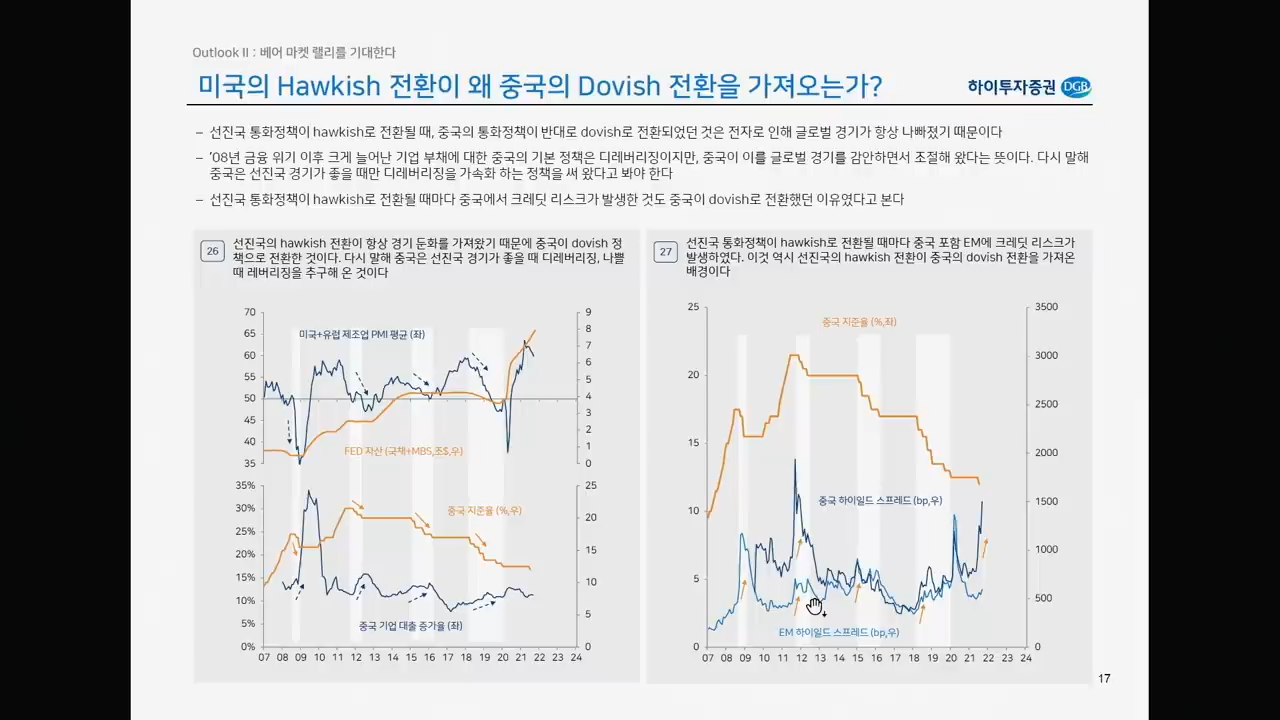 Outlook II : 베어 마켓 랠리를 기대한다
미국의 Hawkish 전환이 왜 중국의 Dovish 전환을 가져오는가?
하이투자증권 DGB
– 선진국 통화정책이 hawkish로 전환될 때, 중국의 통화정책이 반대로 dovish로 전환되었던 것은 전자로 인해 글로벌 경기가 항상 나빠졌기 때문이다
– '08년 금융 위기 이후 크게 늘어난 기업 부채에 대한 중국의 기본 정책은 디레버리징이지만, 중국이 이를 글로벌 경기를 감안하면서 조절해 왔다는 뜻이다. 다시 말해
중국은 선진국 경기가 좋을 때만 디레버리징을 가속화 하는 정책을 써 왔다고 봐야 한다
– 선진국 통화정책이 hawkish로 전환될 때마다 중국에서 크레딧 리스크가 발생한 것도 중국이 dovish로 전환했던 이유였다고 본다
26
선진국의 hawkish 전환이 항상 경기 둔화를 가져왔기 때문에 중국이 dovish 정
책으로 전환한 것이다. 다시 말해 중국은 선진국 경기가 좋을 때 디레버리징, 나쁠
때 레버리징을 추구해 온 것이다
70 9
65 8
60 7
55 6
50 5
45 4
40 3
35 2
1
0
미국+유럽 제조업 PMI 평균 (좌)
FED 자산 (국채+MBS,조$,우)
35% 25
30% 20
25% 15
20% 10
15% 5
10% 0
5%
0%
중국 지준율 (%,우)
중국 기업 대출 증가율 (좌)
07 08 09 10 11 12 13 14 15 16 17 18 19 20 21 22 23 24
27
선진국 통화정책이 hawkish로 전환될 때마다 중국 포함 EM에 크레딧 리스크가
발생하였다. 이것 역시 선진국의 hawkish 전환이 중국의 dovish 전환을 가져온
배경이다
25 3500
20 3000
15 2500
10 2000
5 1500
0 1000
500
0
중국 지준율 (%,좌)
중국 하이일드 스프레드 (bp,우)
EM 하이일드 스프레드 (bp,우)
07 09 10 12 13 15 16 18 19 20 21 22 23 24
17